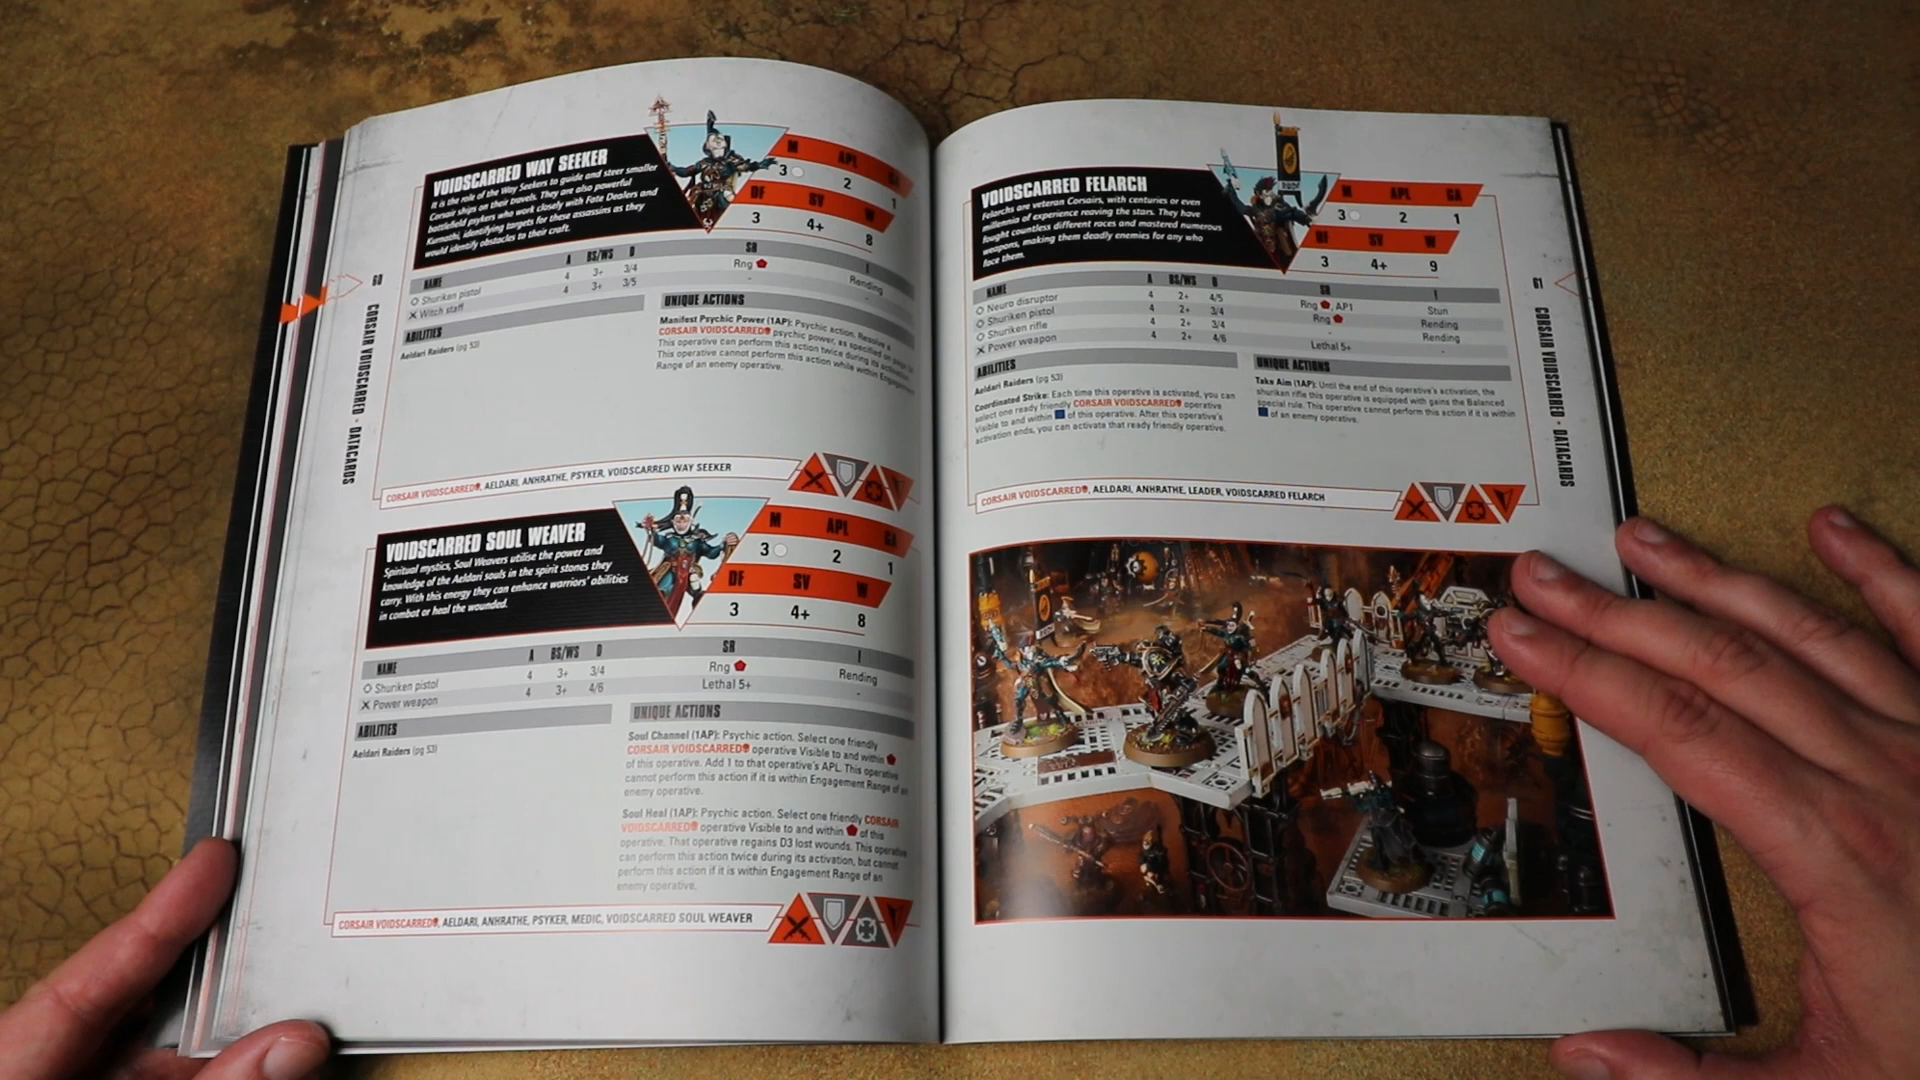 VOIDSCARRED WAY SEEKER
It is the role of the Way Seekers to guide and steer smaller
Corsair ships on their travels. They are also powerful
battlefield psykers who work closely with Fate Dealers and
Kurnathi, identifying targets for these assassins as they
would identify obstacles to their craft.
M APL GA
3 2 1
DF SV W
3 4+ 8
NAME A BS/WS D SR !
Shuriken pistol 4 3+ 3/4 Rng Rending
Witch staff 4 3+ 3/5 - -
ABILITIES
Aeldari Raiders (pg 53)
UNIQUE ACTIONS
Manifest Psychic Power (1AP): Psychic action. Resolve a
CORSAIR VOIDSCARRED psychic power, as specified on
This operative can perform this action twice during its activation.
This operative cannot perform this action while within Engagement
Range of an enemy operative.
CORSAIR VOIDSCARRED, AELDARI, ANHRATHE, PSYKER, VOIDSCARRED WAY SEEKER
60
CORSAIR VOIDSCARRED - DATACARDS
VOIDSCARRED SOUL WEAVER
Spiritual mystics, Soul Weavers utilise the power and
knowledge of the Aeldari souls in the spirit stones they
carry. With this energy they can enhance warriors' abilities
in combat or heal the wounded.
M APL GA
3 2 1
DF SV W
3 4+ 8
NAME A BS/WS D SR !
Shuriken pistol 4 3+ 3/4 Rng Rending
Power weapon 4 3+ 4/6 Lethal 5+ -
ABILITIES
Aeldari Raiders (pg 53)
UNIQUE ACTIONS
Soul Channel (1AP): Psychic action. Select one friendly
CORSAIR VOIDSCARRED operative Visible to and within
of this operative. Add 1 to that operative's APL. This operative
cannot perform this action if it is within Engagement Range of an
enemy operative.
Soul Heal (1AP): Psychic action. Select one friendly CORSAIR
VOIDSCARRED operative Visible to and within of this
operative. That operative regains D3 lost wounds. This operative
can perform this action twice during its activation, but cannot
perform this action if it is within Engagement Range of an
enemy operative.
CORSAIR VOIDSCARRED, AELDARI, ANHRATHE, PSYKER, MEDIC, VOIDSCARRED SOUL WEAVER
VOIDSCARRED FELARCH
Felarchs are veteran Corsairs, with centuries or even
millennia of experience reaving the stars. They have
fought countless different races and mastered numerous
weapons, making them deadly enemies for any who
face them.
M APL GA
3 2 1
DF SV W
3 4+ 9
NAME A BS/WS D SR !
Neuro disruptor 4 2+ 4/5 Rng , AP1 Stun
Shuriken pistol 4 2+ 3/4 Rng Rending
Shuriken rifle 4 2+ 3/4 - Rending
Power weapon 4 2+ 4/6 Lethal 5+ -
ABILITIES
Aeldari Raiders (pg 53)
Coordinated Strike: Each time this operative is activated, you can
select one ready friendly CORSAIR VOIDSCARRED operative
Visible to and within of this operative. After this operative's
activation ends, you can activate that ready friendly operative.
UNIQUE ACTIONS
Take Aim (1AP): Until the end of this operative's activation, the
shuriken rifle this operative is equipped with gains the Balanced
special rule. This operative cannot perform this action if it is within
of an enemy operative.
CORSAIR VOIDSCARRED, AELDARI, ANHRATHE, LEADER, VOIDSCARRED FELARCH
61
CORSAIR VOIDSCARRED - DATACARDS